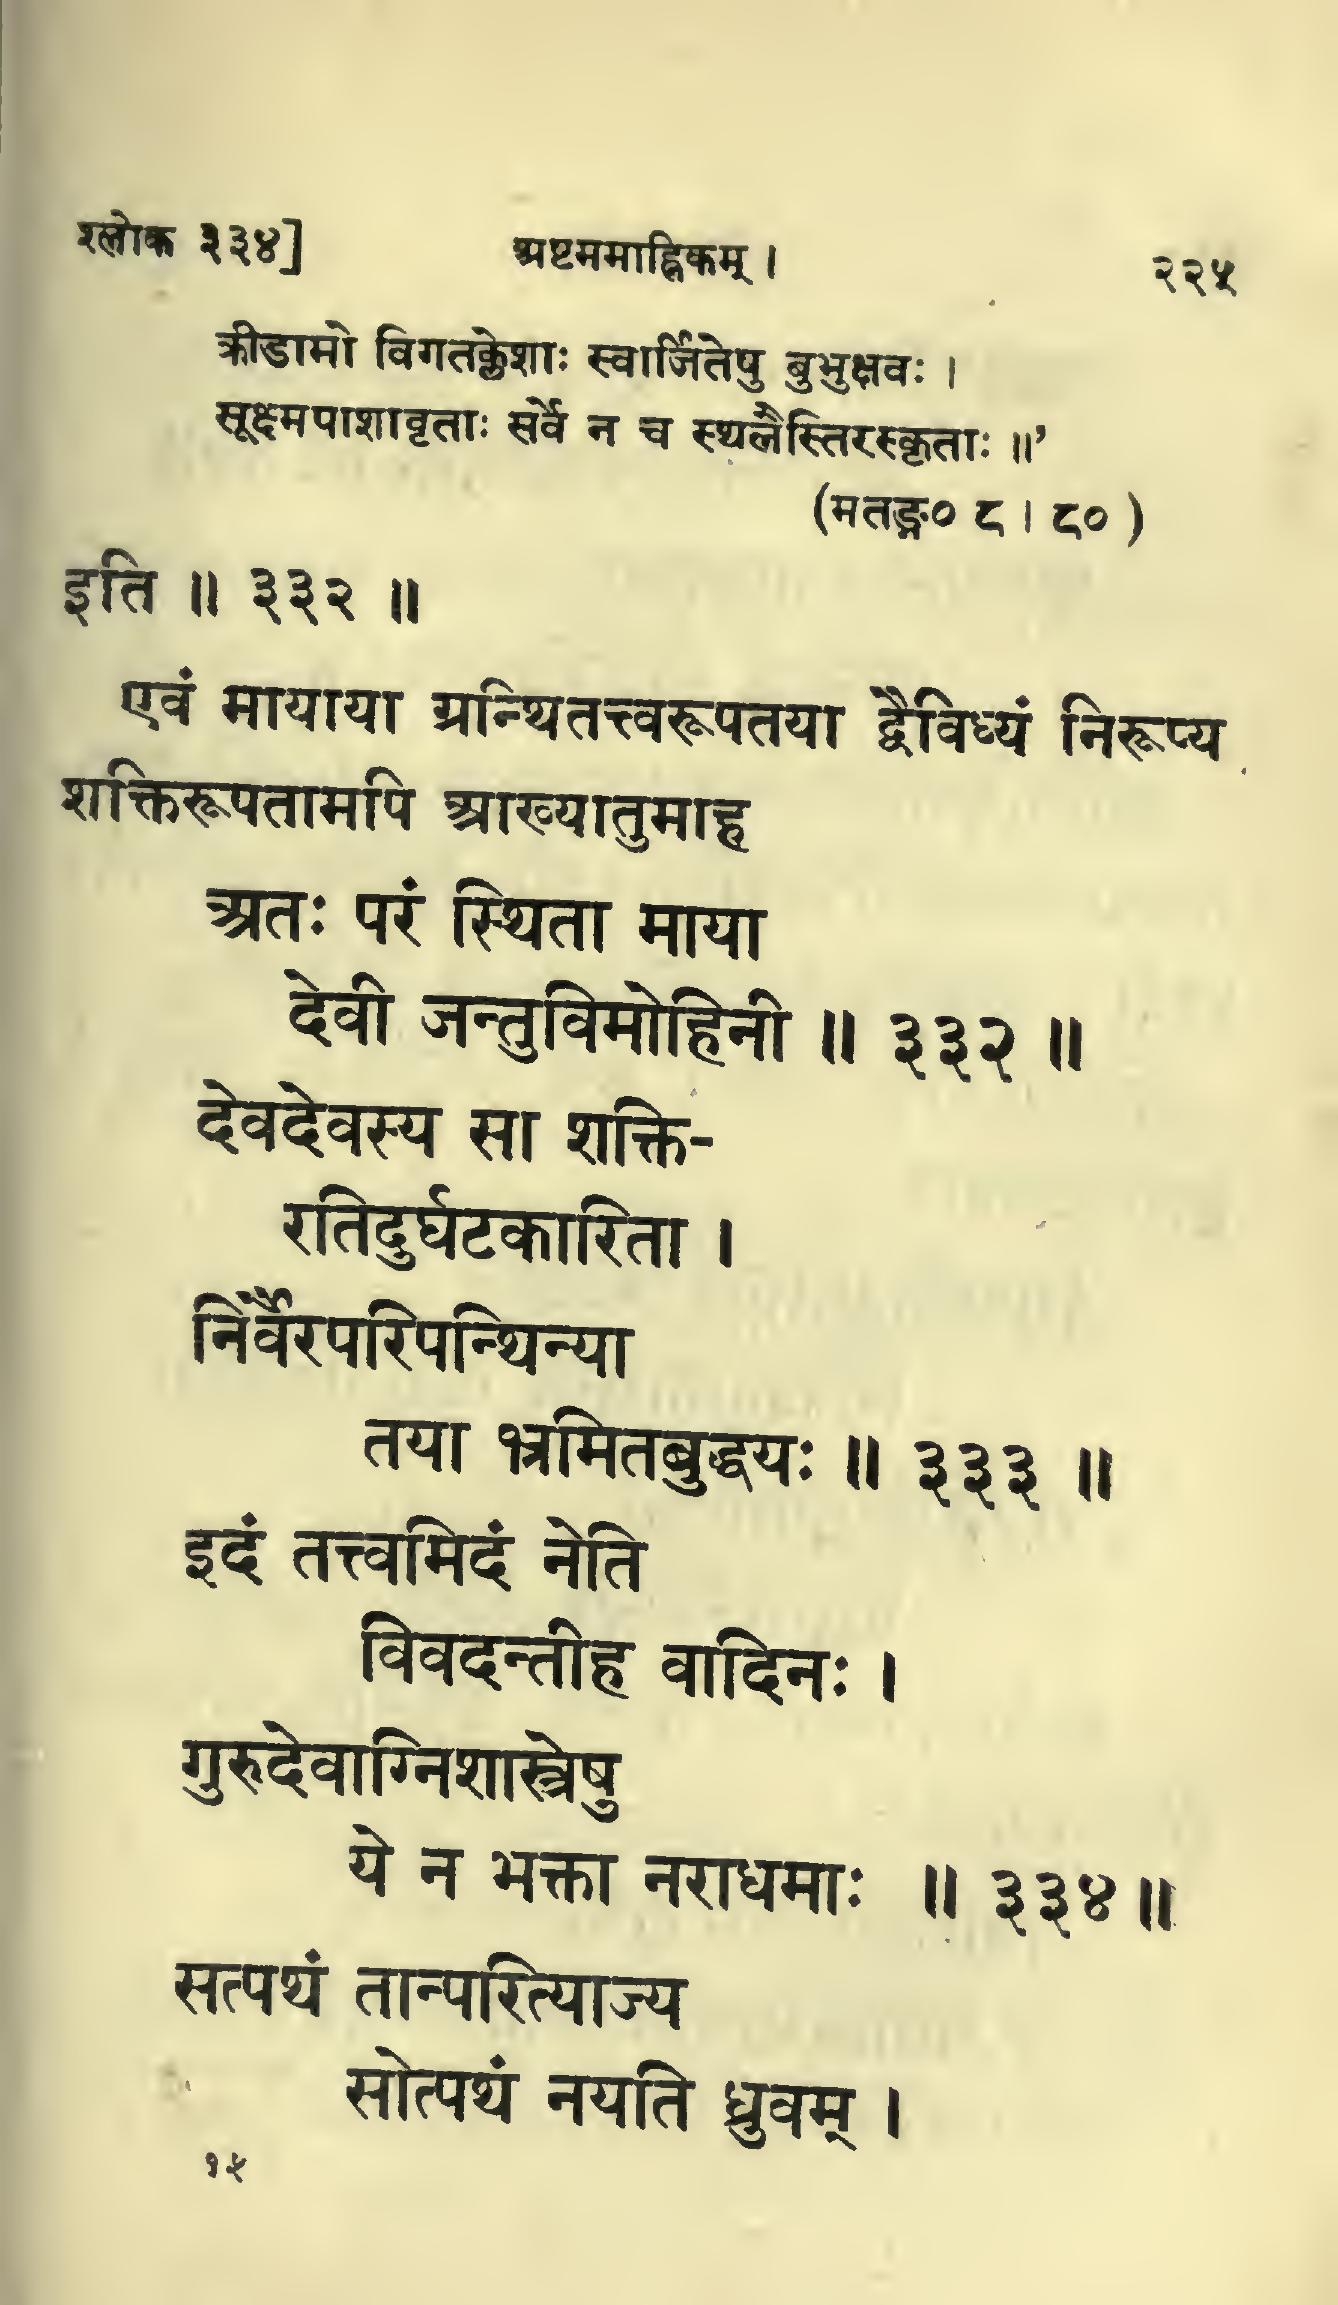 श्लोक ३३४] अष्टममाह्निकम् । २२५
क्रीडामो विगतक्लेशाः स्वार्जितेषु बुभुक्षवः ।
सूक्ष्मपाशावृताः सर्वे न च स्थूलैस्तिरस्कृताः ॥'
(मतङ्ग० ८ । ८० )
इति ॥ ३३२ ॥
एवं मायाया ग्रन्थितत्त्वरूपतया द्वैविध्यं निरूप्य
शक्तिरूपतामपि आख्यातुमाह
अतः परं स्थिता माया
देवी जन्तुविमोहिनी ॥ ३३२ ॥
देवदेवस्य सा शक्ति-
रतिदुर्घटकारिता ।
निर्वैरपरिपन्थिन्या
तया भ्रमितबुद्धयः ॥ ३३३ ॥
इदं तत्त्वमिदं नेति
विवदन्तीह वादिनः ।
गुरुदेवाग्निशास्त्रेषु
ये न भक्ता नराधमाः ॥ ३३४ ॥
सत्पथं तान्परित्याज्य
सोत्पथं नयति ध्रुवम् ।
१५